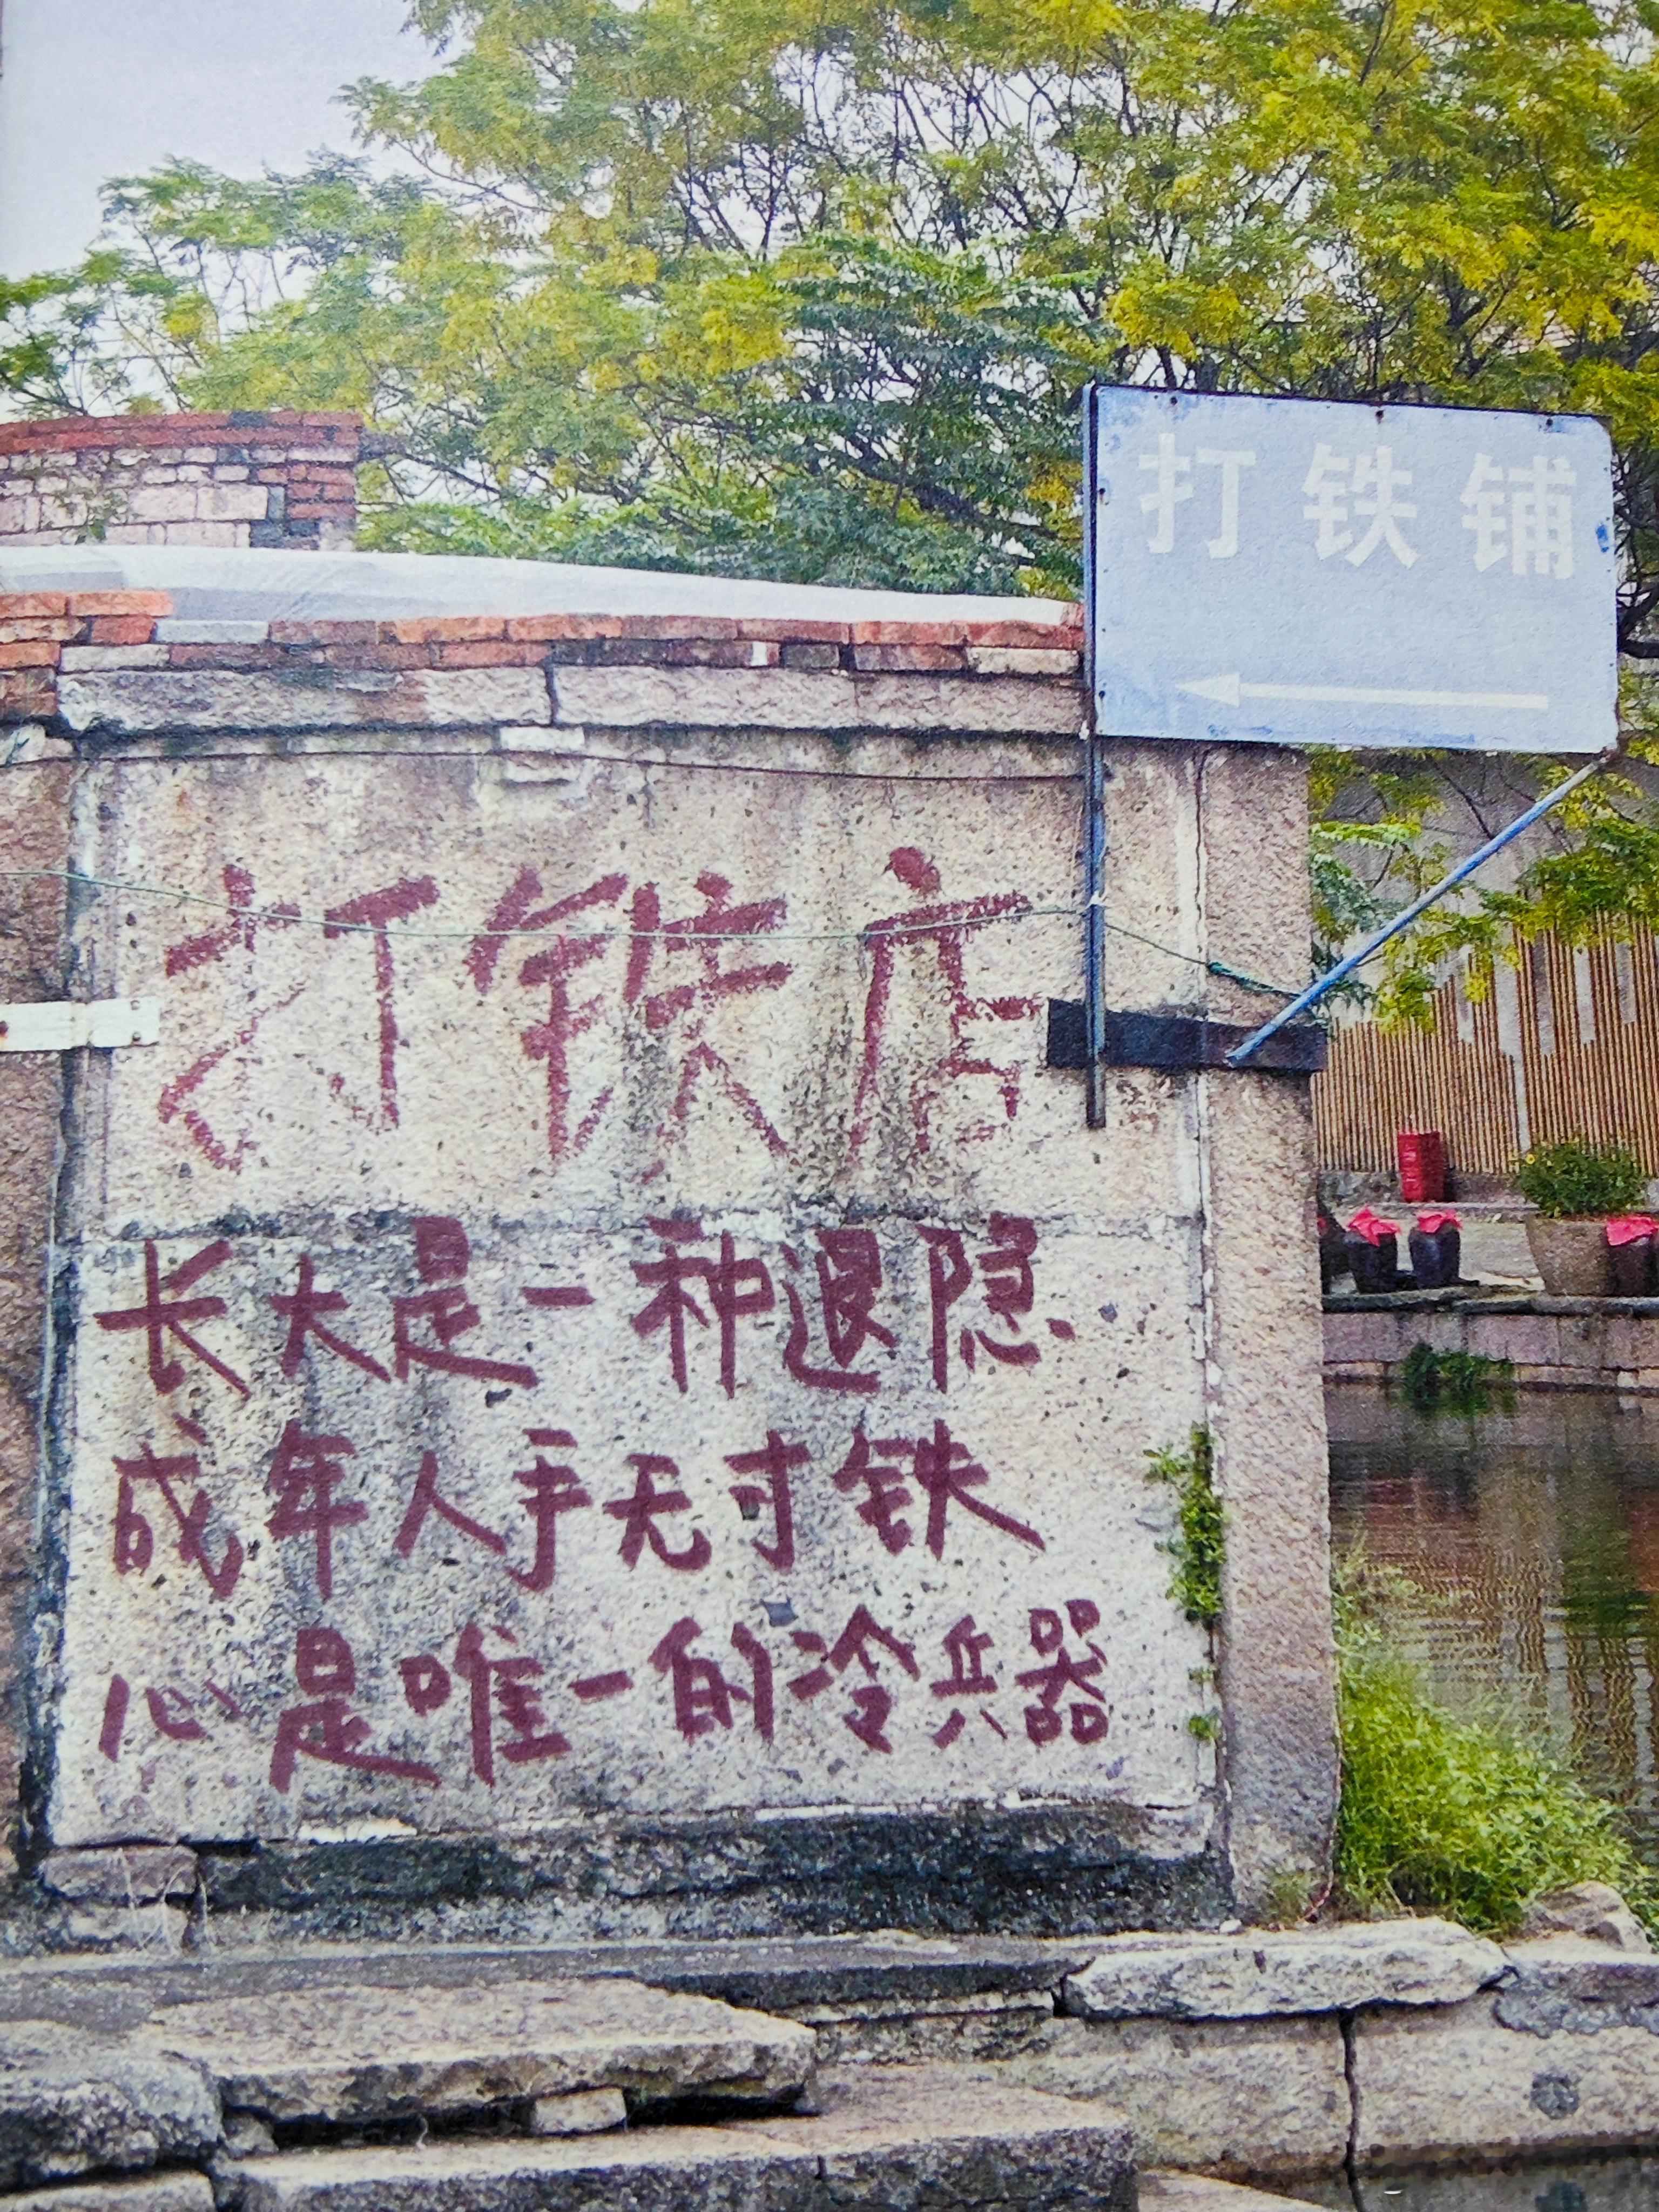 打铁铺
打铁店
长大是一种退隐
成年人手无寸铁
心是唯一的冷兵器